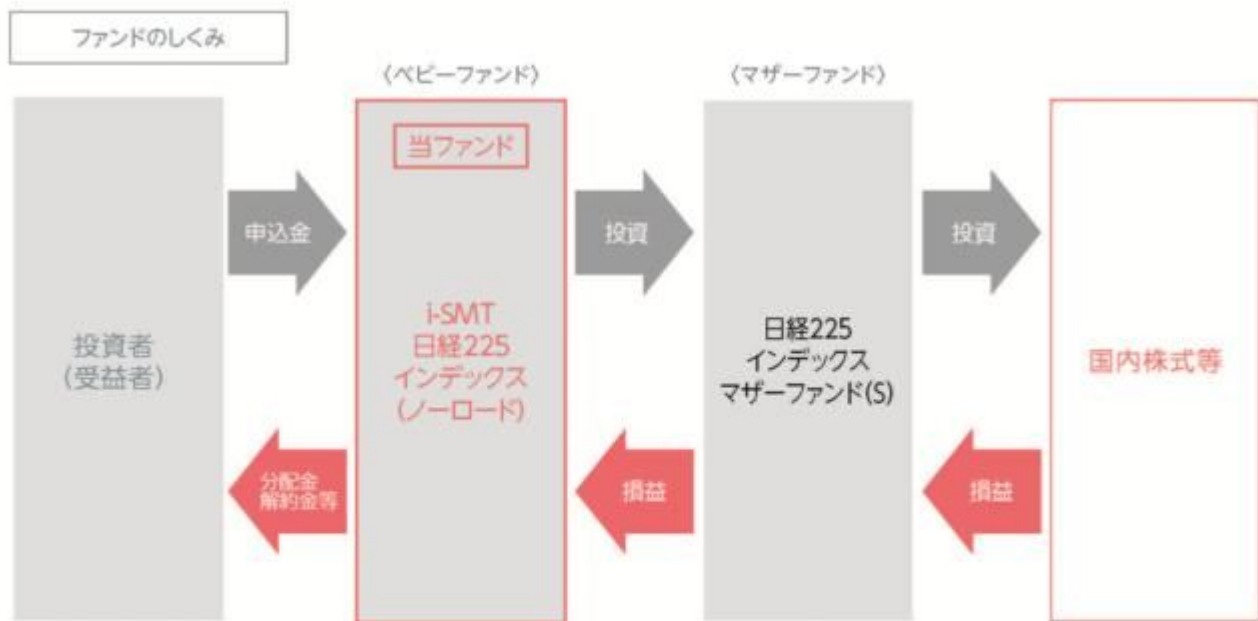 ファンドのしくみ
〈ベビーファンド〉
〈マザーファンド〉
投資者
(受益者)
申込金
分配金
解約金等
当ファンド
i-SMT
日経225
インデックス
(ノーロード)
投資
損益
日経225
インデックス
マザーファンド(S)
投資
損益
国内株式等